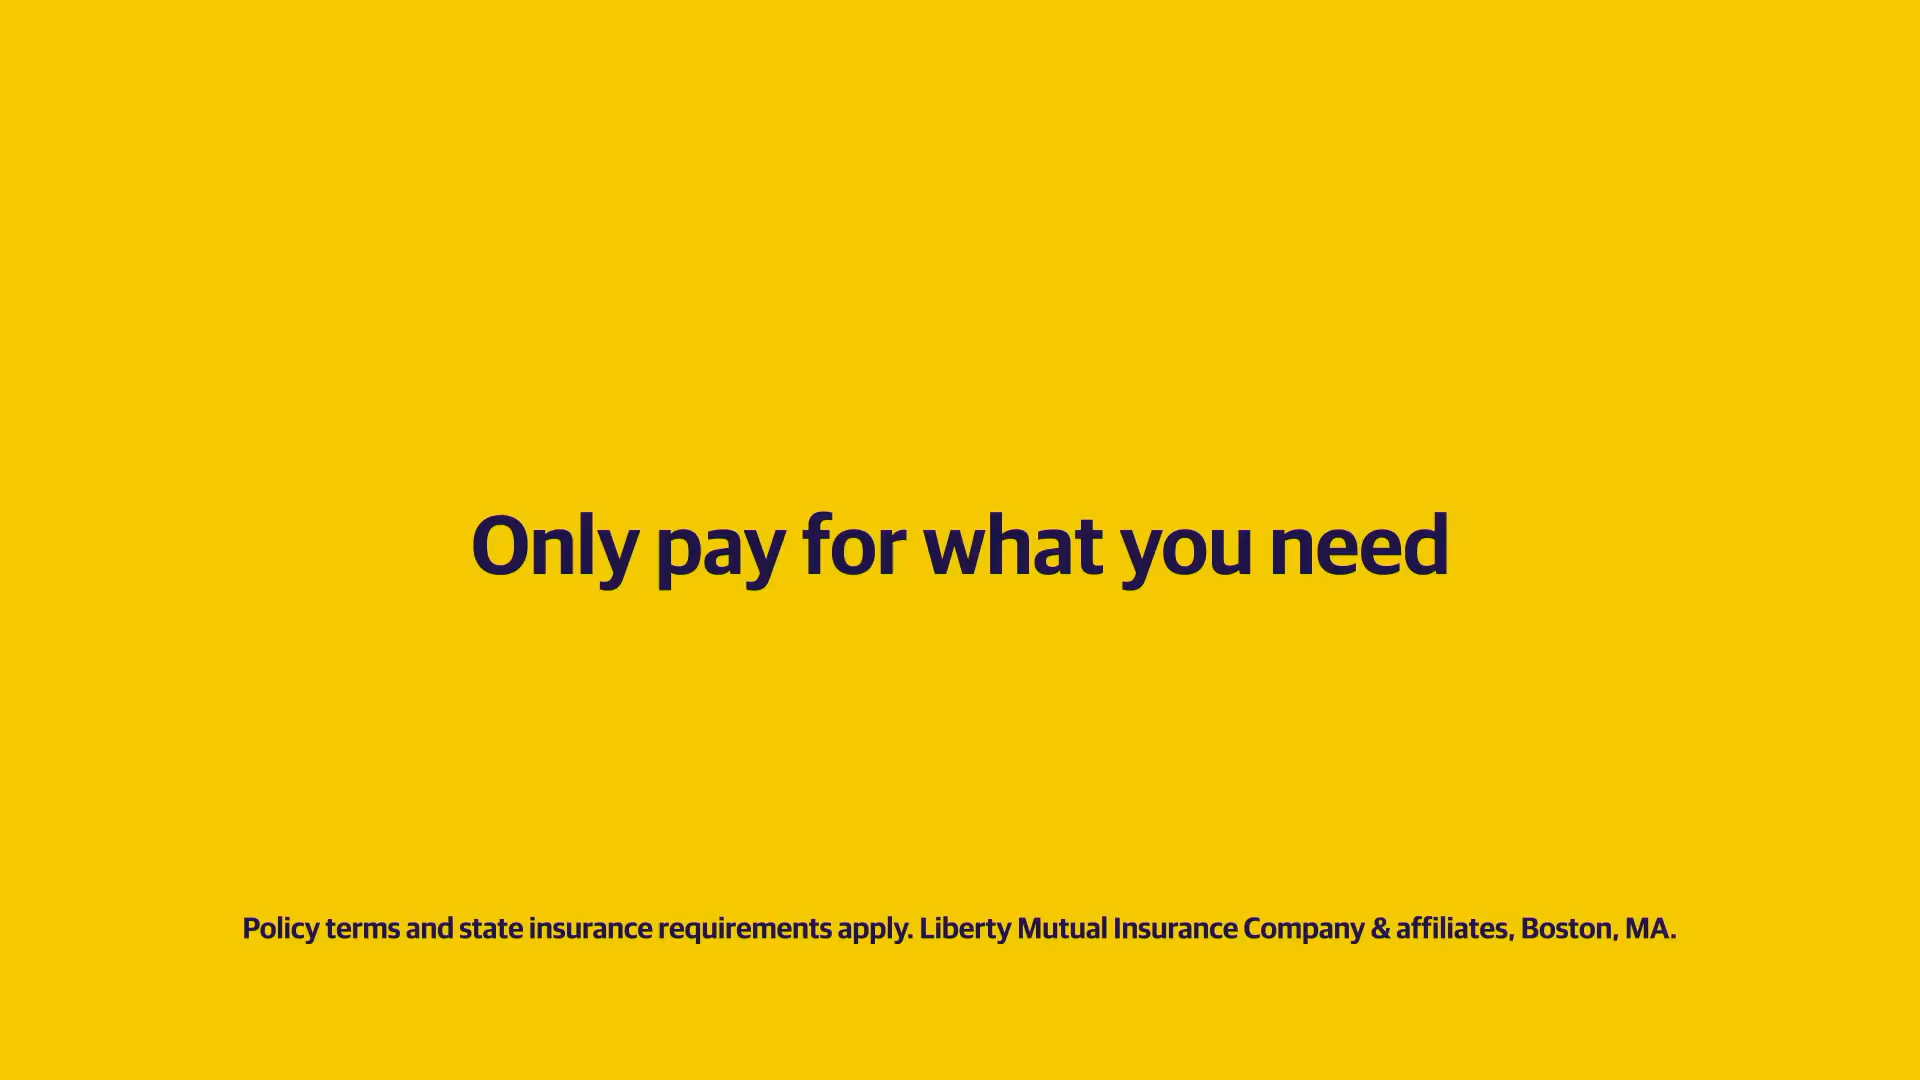 Only pay for what you need
Policy terms and state insurance requirements apply. Liberty Mutual Insurance Company & affiliates, Boston, MA.